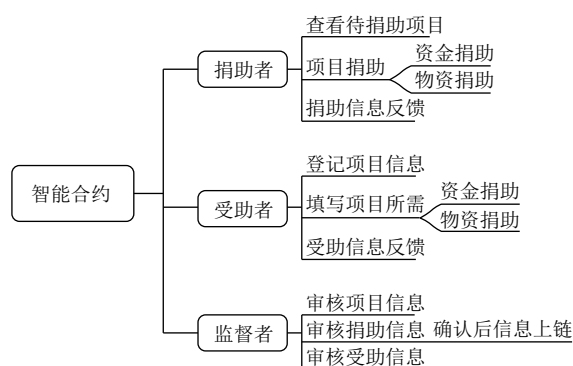 智能合约
捐助者
查看待捐助项目
项目捐助
资金捐助
物资捐助
捐助信息反馈
受助者
登记项目信息
填写项目所需
资金捐助
物资捐助
受助信息反馈
监督者
审核项目信息
审核捐助信息 确认后信息上链
审核受助信息